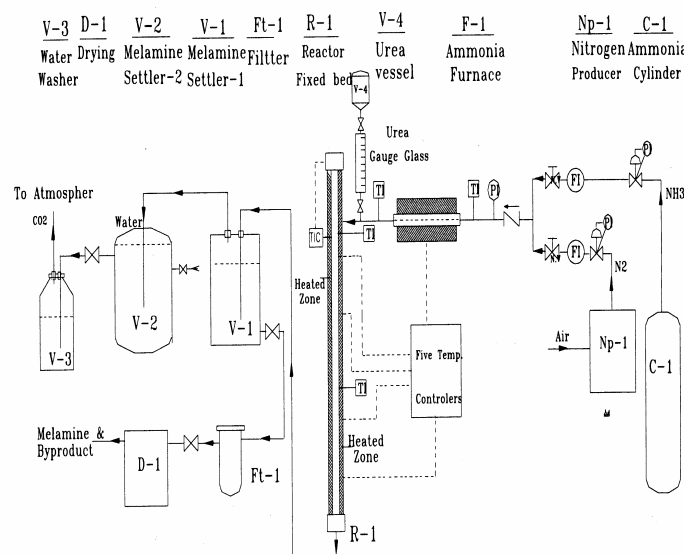 V-3 D-1 V-2 V-1 Ft-1 R-1 V-4 F-1 Np-1 C-1
Water Drying Melamine Melamine Filtter Reactor Urea Ammonia Nitrogen Ammonia
Washer Settler-2 Settler-1 Fixed bed vessel Furnace Producer Cylinder
V-4
Urea
Gauge Glass
TI
TI
PI
FI
PI
NH3
To Atmospher
CO2
Water
TIC
TI
FI
PI
N2
Heated
Zone
V-2
V-1
V-3
Air
Np-1
C-1
Five Temp.
Controlers
TI
Melamine &
Byproduct
D-1
Ft-1
Heated
Zone
R-1